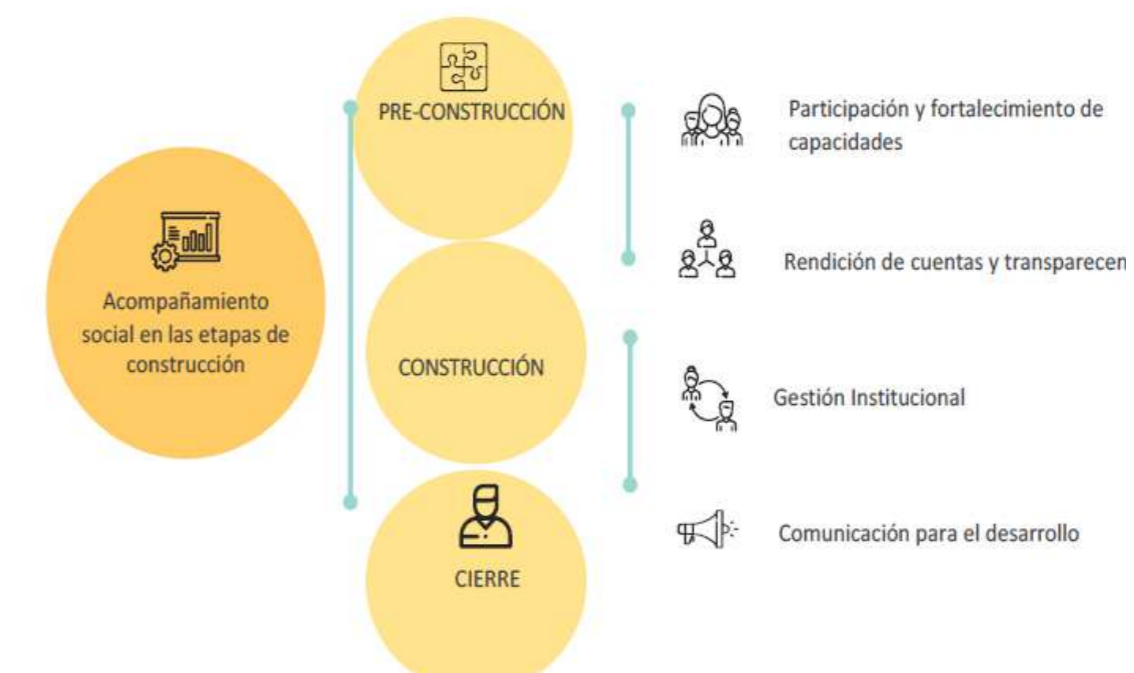 Acompañamiento
social en las etapas de
construcción
PRE-CONSTRUCCIÓN
CONSTRUCCIÓN
CIERRE
Participación y fortalecimiento de
capacidades
Rendición de cuentas y transparecen
Gestión Institucional
Comunicación para el desarrollo